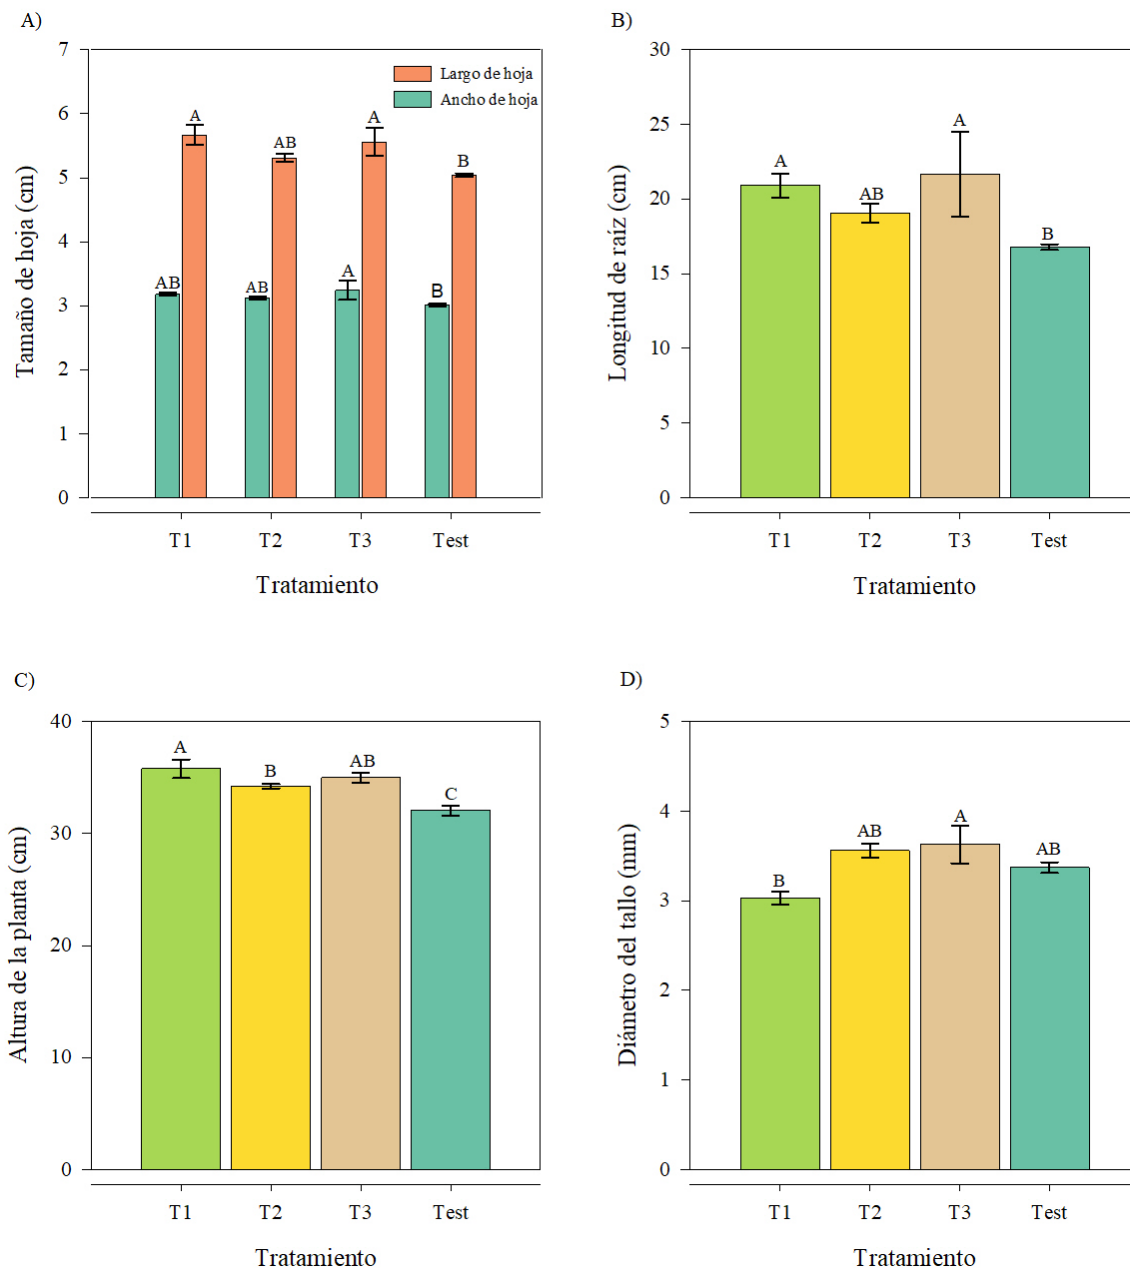 A)
Tamaño de hoja (cm)
7
6
5
4
3
2
1
0
Largo de hoja
Ancho de hoja
A
AB
A
B
AB
AB
A
B
T1 T2 T3 Test
Tratamiento
B)
Longitud de raíz (cm)
30
25
20
15
10
5
0
A
AB
A
B
T1 T2 T3 Test
Tratamiento
C)
Altura de la planta (cm)
40
30
20
10
0
A
B
AB
C
T1 T2 T3 Test
Tratamiento
D)
Diámetro del tallo (mm)
5
4
3
2
1
0
B
AB
A
AB
T1 T2 T3 Test
Tratamiento